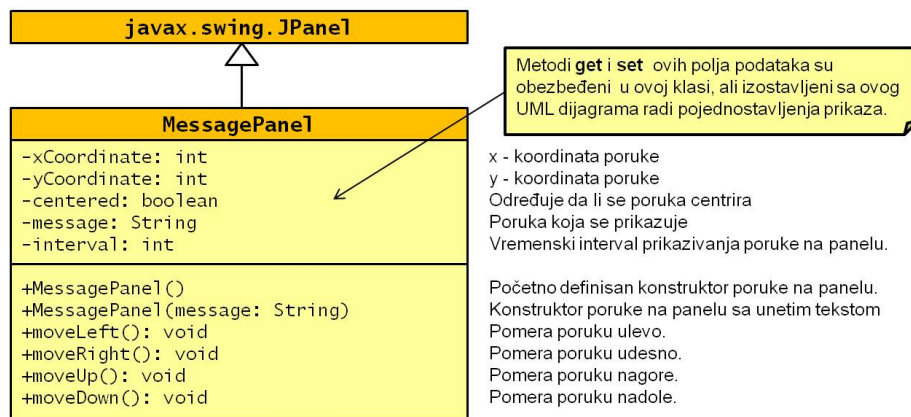 javax.swing.JPanel
Metodi get i set ovih polja podataka su
obezbeđeni u ovoj klasi, ali izostavljeni sa ovog
UML dijagrama radi pojednostavljenja prikaza.
MessagePanel
-xCoordinate: int
-yCoordinate: int
-centered: boolean
-message: String
-interval: int
x - koordinata poruke
y - koordinata poruke
Određuje da li se poruka centrira
Poruka koja se prikazuje
Vremenski interval prikazivanja poruke na panelu.
+MessagePanel()
+MessagePanel(message: String)
+moveLeft(): void
+moveRight(): void
+moveUp(): void
+moveDown(): void
Početno definisan konstruktor poruke na panelu.
Konstruktor poruke na panelu sa unetim tekstom
Pomera poruku ulevo.
Pomera poruku udesno.
Pomera poruku nagore.
Pomera poruku nadole.